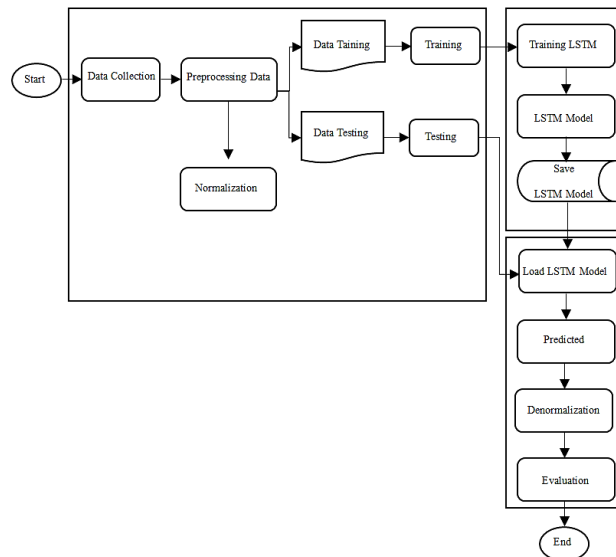 Start
Data Collection
Preprocessing Data
Normalization
Data Taining
Training
Data Testing
Testing
Training LSTM
LSTM Model
Save
LSTM Model
Load LSTM Model
Predicted
Denormalization
Evaluation
End